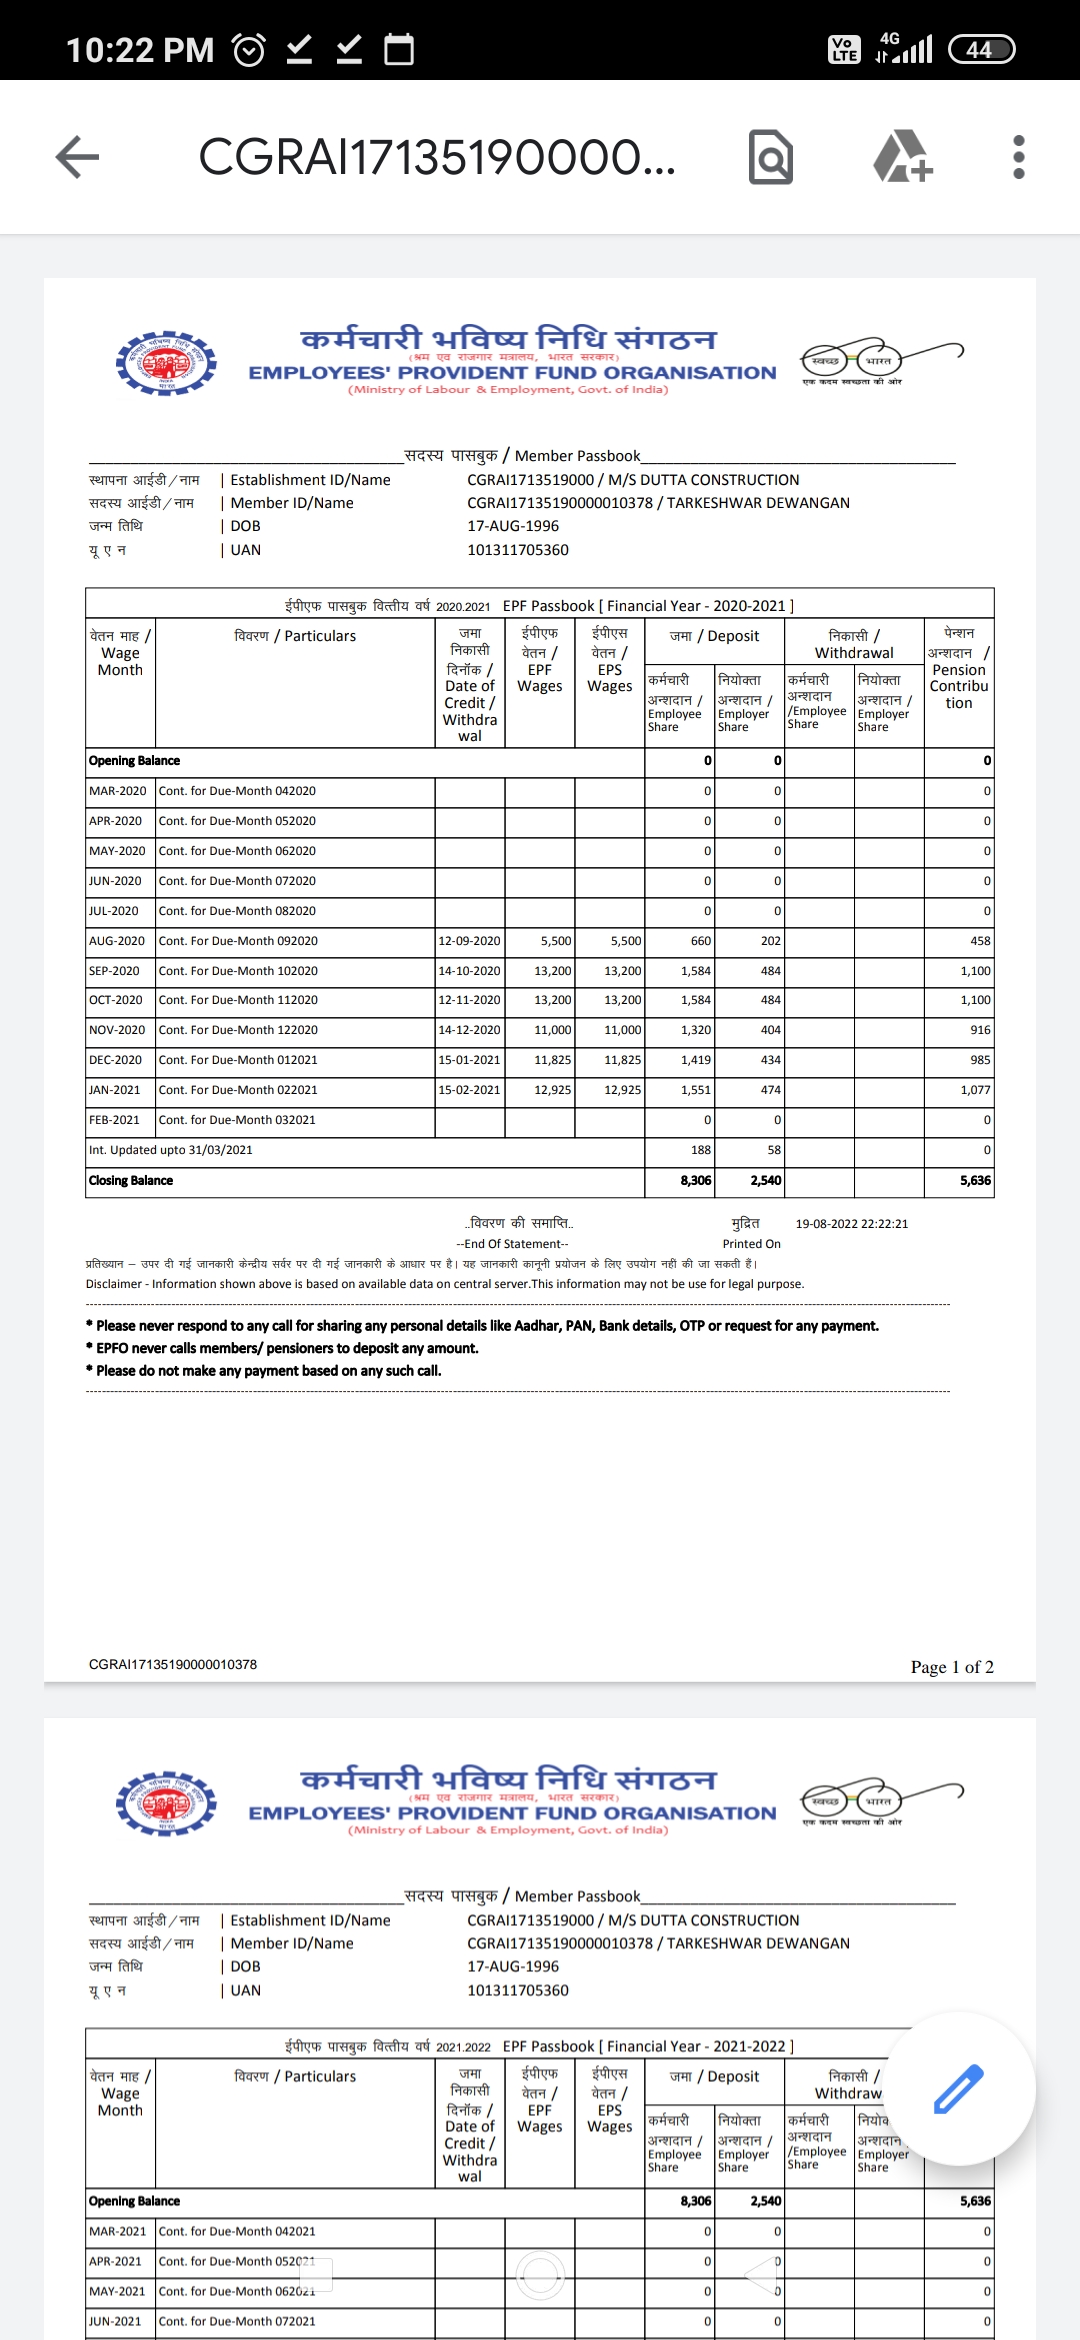 10:22 PM
Vo LTE 4G 44
CGRAI17135190000...
कर्मचारी भविष्य निधि संगठन
EMPLOYEES' PROVIDENT FUND ORGANISATION
(Ministry of Labour & Employment, Govt. of India)
स्वच्छ भारत
एक कदम स्वच्छता की ओर
सदस्य पासबुक / Member Passbook
स्थापना आईडी/नाम | Establishment ID/Name CGRAI1713519000 / M/S DUTTA CONSTRUCTION
सदस्य आईडी/नाम | Member ID/Name CGRAI17135190000010378 / TARKESHWAR DEWANGAN
जन्म तिथि | DOB 17-AUG-1996
यू ए न | UAN 101311705360
ईपीएफ पासबुक वित्तीय वर्ष 2020.2021 EPF Passbook [ Financial Year - 2020-2021 ]
वेतन माह / Wage Month विवरण / Particulars जमा निकासी दिनॉक / Date of Credit / Withdra wal ईपीएफ वेतन / EPF Wages ईपीएस वेतन / EPS Wages जमा / Deposit निकासी / Withdrawal पेन्शन अन्शदान / Pension Contribu tion
कर्मचारी अन्शदान / Employee Share नियोक्ता अन्शदान / Employer Share कर्मचारी अन्शदान /Employee Share नियोक्ता अन्शदान / Employer Share
Opening Balance 0 0 0
MAR-2020 Cont. for Due-Month 042020 0 0 0
APR-2020 Cont. for Due-Month 052020 0 0 0
MAY-2020 Cont. for Due-Month 062020 0 0 0
JUN-2020 Cont. for Due-Month 072020 0 0 0
JUL-2020 Cont. for Due-Month 082020 0 0 0
AUG-2020 Cont. For Due-Month 092020 12-09-2020 5,500 5,500 660 202 458
SEP-2020 Cont. For Due-Month 102020 14-10-2020 13,200 13,200 1,584 484 1,100
OCT-2020 Cont. For Due-Month 112020 12-11-2020 13,200 13,200 1,584 484 1,100
NOV-2020 Cont. For Due-Month 122020 14-12-2020 11,000 11,000 1,320 404 916
DEC-2020 Cont. For Due-Month 012021 15-01-2021 11,825 11,825 1,419 434 985
JAN-2021 Cont. For Due-Month 022021 15-02-2021 12,925 12,925 1,551 474 1,077
FEB-2021 Cont. for Due-Month 032021 0 0 0
Int. Updated upto 31/03/2021 188 58 0
Closing Balance 8,306 2,540 5,636
..विवरण की समाप्ति.. मुद्रित 19-08-2022 22:22:21
--End Of Statement-- Printed On
प्रतिख्यान – उपर दी गई जानकारी केन्द्रीय सर्वर पर दी गई जानकारी के आधार पर है। यह जानकारी कानूनी प्रयोजन के लिए उपयोग नहीं की जा सकती हैं।
Disclaimer - Information shown above is based on available data on central server.This information may not be use for legal purpose.
* Please never respond to any call for sharing any personal details like Aadhar, PAN, Bank details, OTP or request for any payment.
* EPFO never calls members/ pensioners to deposit any amount.
* Please do not make any payment based on any such call.
CGRAI17135190000010378 Page 1 of 2
कर्मचारी भविष्य निधि संगठन
EMPLOYEES' PROVIDENT FUND ORGANISATION
(Ministry of Labour & Employment, Govt. of India)
स्वच्छ भारत
एक कदम स्वच्छता की ओर
सदस्य पासबुक / Member Passbook
स्थापना आईडी/नाम | Establishment ID/Name CGRAI1713519000 / M/S DUTTA CONSTRUCTION
सदस्य आईडी/नाम | Member ID/Name CGRAI17135190000010378 / TARKESHWAR DEWANGAN
जन्म तिथि | DOB 17-AUG-1996
यू ए न | UAN 101311705360
ईपीएफ पासबुक वित्तीय वर्ष 2021.2022 EPF Passbook [ Financial Year - 2021-2022 ]
वेतन माह / Wage Month विवरण / Particulars जमा निकासी दिनॉक / Date of Credit / Withdra wal ईपीएफ वेतन / EPF Wages ईपीएस वेतन / EPS Wages जमा / Deposit निकासी / Withdraw
कर्मचारी अन्शदान / Employee Share नियोक्ता अन्शदान / Employer Share कर्मचारी अन्शदान /Employee Share अन्शदान Employer Share
Opening Balance 8,306 2,540 5,636
MAR-2021 Cont. for Due-Month 042021 0 0 0
APR-2021 Cont. for Due-Month 052021 0 0 0
MAY-2021 Cont. for Due-Month 062021 0 0 0
JUN-2021 Cont. for Due-Month 072021 0 0 0